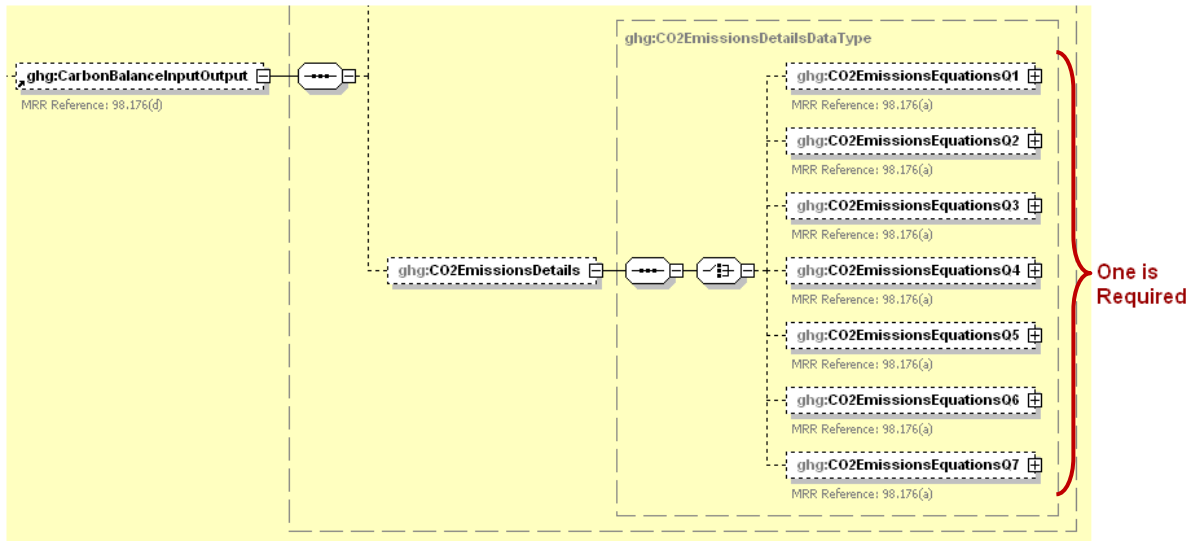 ghg:CO2EmissionsDetailsDataType
ghg:CarbonBalanceInputOutput
MRR Reference: 98.176(d)
ghg:CO2EmissionsEquationsQ1
MRR Reference: 98.176(a)
ghg:CO2EmissionsEquationsQ2
MRR Reference: 98.176(a)
ghg:CO2EmissionsEquationsQ3
MRR Reference: 98.176(a)
ghg:CO2EmissionsDetails
ghg:CO2EmissionsEquationsQ4
MRR Reference: 98.176(a)
ghg:CO2EmissionsEquationsQ5
MRR Reference: 98.176(a)
ghg:CO2EmissionsEquationsQ6
MRR Reference: 98.176(a)
ghg:CO2EmissionsEquationsQ7
MRR Reference: 98.176(a)
One is
Required